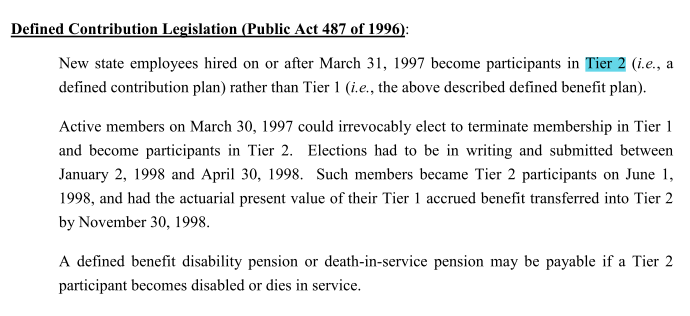 Defined Contribution Legislation (Public Act 487 of 1996):
New state employees hired on or after March 31, 1997 become participants in Tier 2 (i.e., a
defined contribution plan) rather than Tier 1 (i.e., the above described defined benefit plan).
Active members on March 30, 1997 could irrevocably elect to terminate membership in Tier 1
and become participants in Tier 2. Elections had to be in writing and submitted between
January 2, 1998 and April 30, 1998. Such members became Tier 2 participants on June 1,
1998, and had the actuarial present value of their Tier 1 accrued benefit transferred into Tier 2
by November 30, 1998.
A defined benefit disability pension or death-in-service pension may be payable if a Tier 2
participant becomes disabled or dies in service.